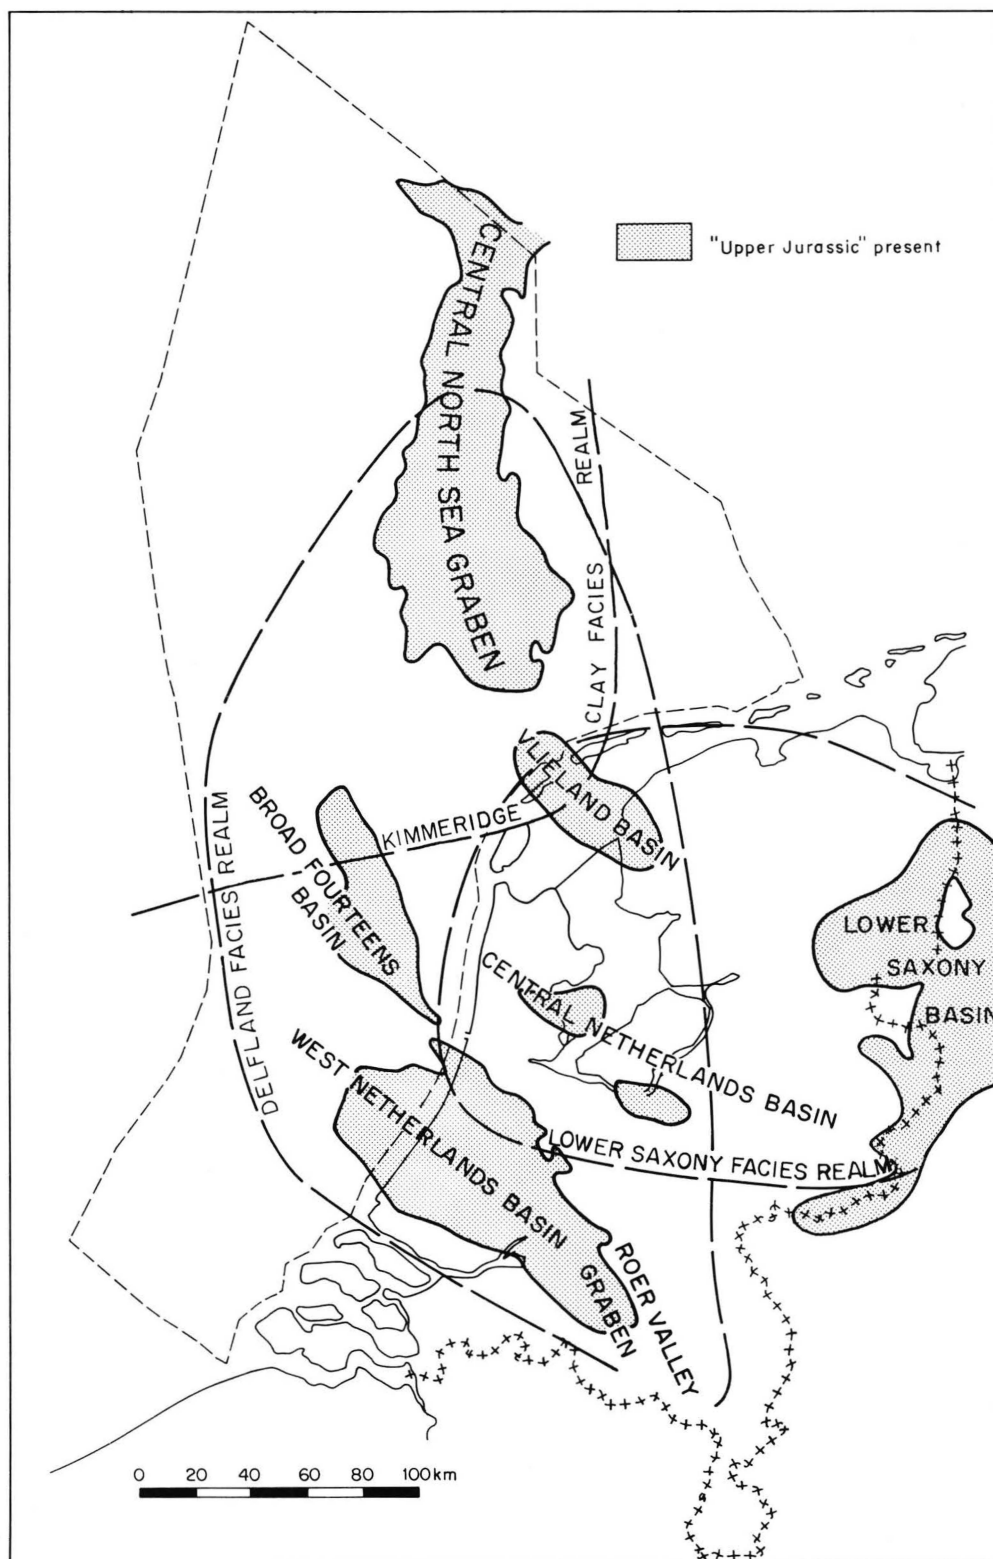 "Upper Jurassic" present
CENTRAL NORTH SEA GRABEN
KIMMERIDGE CLAY FACIES REALM
VLIELAND BASIN
BROAD FOURTEENS
BASIN
DELFLAND FACIES REALM
LOWER
SAXONY
BASIN
CENTRAL NETHERLANDS BASIN
WEST NETHERLANDS BASIN
LOWER SAXONY FACIES REALM
ROER VALLEY
GRABEN
0 20 40 60 80 100km